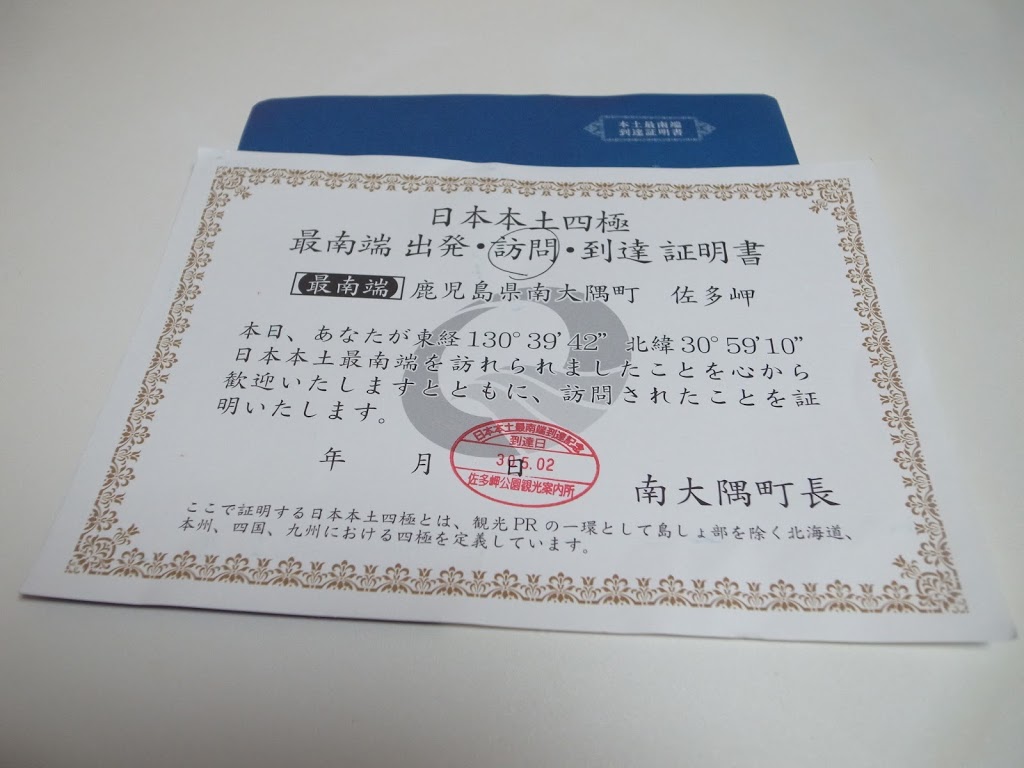 本土最南端
到達証明書
日本本土四極
最南端 出発・訪問・到達 証明書
最南端 鹿児島県南大隅町 佐多岬
本日、あなたが東経130°39’42” 北緯30°59’10”
日本本土最南端を訪れられましたことを心から
歓迎いたしますとともに、訪問されたことを証
明いたします。
年 月 日
日本本土最南端到達記念
到達日
30.5.02
佐多岬公園観光案内所
南大隅町長
ここで証明する日本本土四極とは、観光PRの一環として島しょ部を除く北海道、
本州、四国、九州における四極を定義しています。